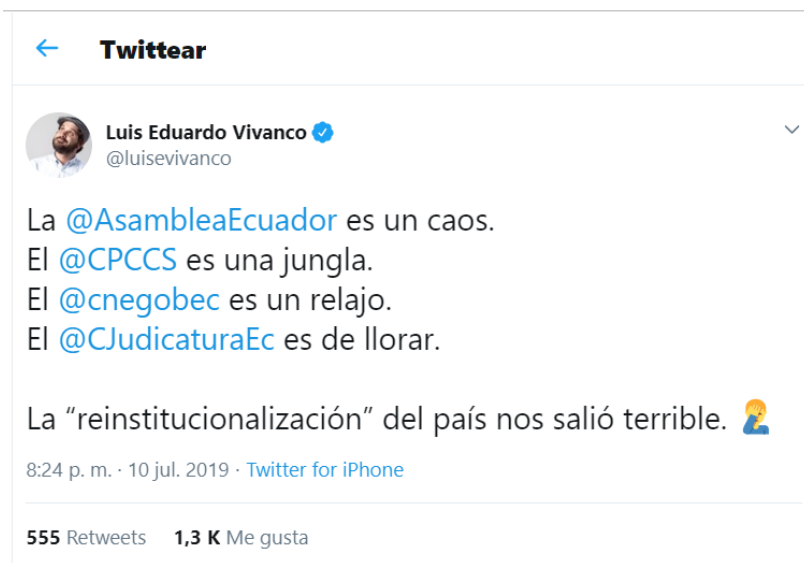 Twittear
Luis Eduardo Vivanco
@luisevivanco
La @AsambleaEcuador es un caos.
El @CPCCS es una jungla.
El @cnegobec es un relajo.
El @CJudicaturaEc es de llorar.
La “reinstitucionalización” del país nos salió terrible. 🤦‍♂️
8:24 p. m. · 10 jul. 2019 · Twitter for iPhone
555 Retweets 1,3 K Me gusta